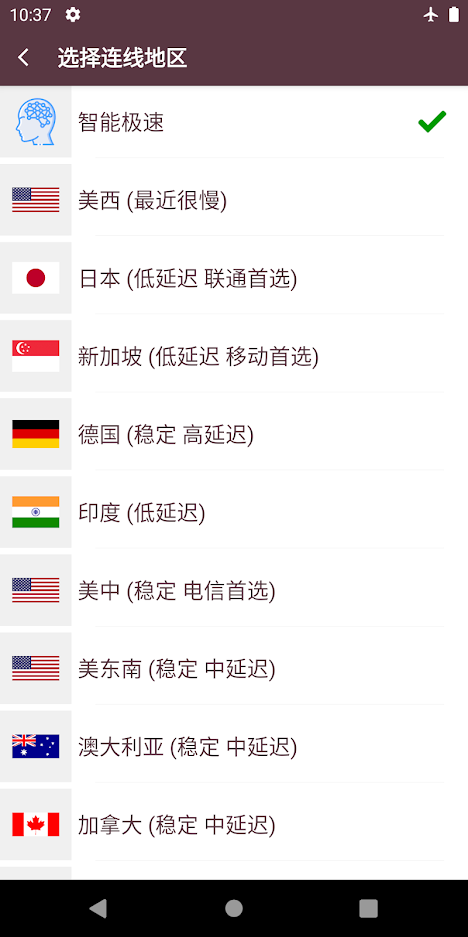 10:37
选择连线地区
智能极速
美西 (最近很慢)
日本 (低延迟 联通首选)
新加坡 (低延迟 移动首选)
德国 (稳定 高延迟)
印度 (低延迟)
美中 (稳定 电信首选)
美东南 (稳定 中延迟)
澳大利亚 (稳定 中延迟)
加拿大 (稳定 中延迟)